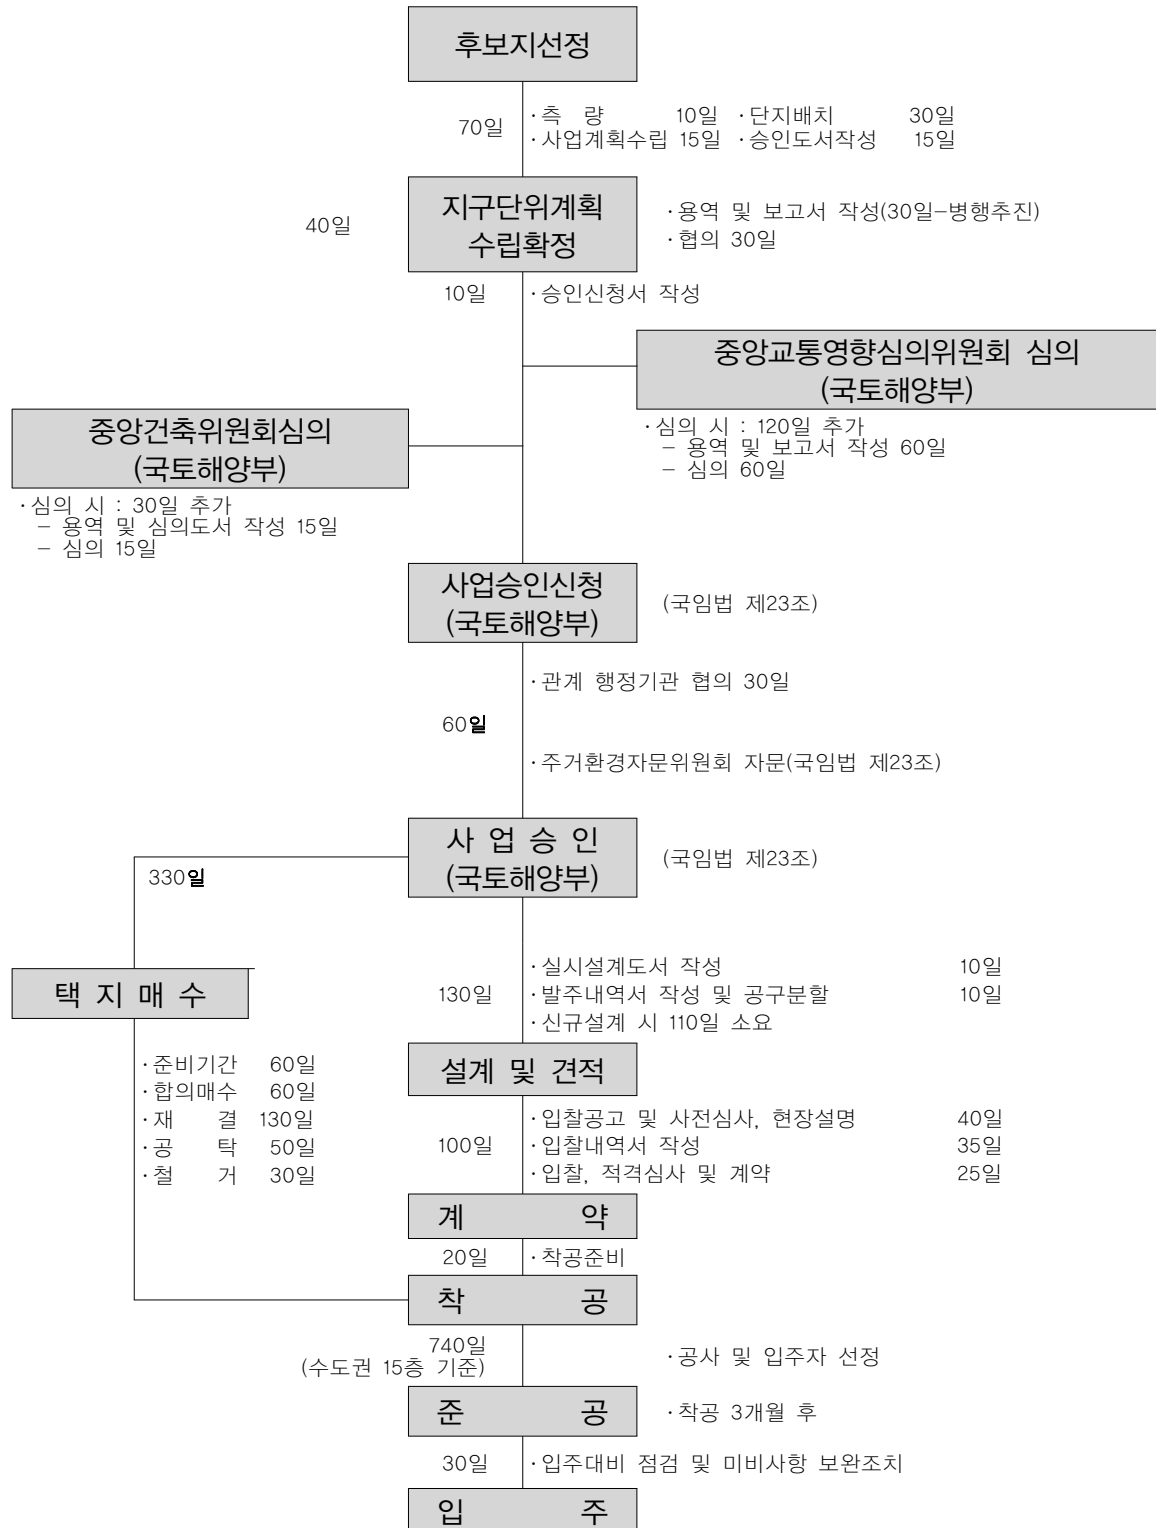 후보지선정
70일
·측 량 10일 ·단지배치 30일
·사업계획수립 15일 ·승인도서작성 15일
40일
지구단위계획
수립확정
·용역 및 보고서 작성(30일-병행추진)
·협의 30일
10일 ·승인신청서 작성
중앙교통영향심의위원회 심의
(국토해양부)
·심의 시 : 120일 추가
- 용역 및 보고서 작성 60일
- 심의 60일
중앙건축위원회심의
(국토해양부)
·심의 시 : 30일 추가
- 용역 및 심의도서 작성 15일
- 심의 15일
사업승인신청
(국토해양부)
(국임법 제23조)
·관계 행정기관 협의 30일
60일
·주거환경자문위원회 자문(국임법 제23조)
사 업 승 인
(국토해양부)
(국임법 제23조)
330일
택 지 매 수
·준비기간 60일
·합의매수 60일
·재 결 130일
·공 탁 50일
·철 거 30일
130일
·실시설계도서 작성 10일
·발주내역서 작성 및 공구분할 10일
·신규설계 시 110일 소요
설계 및 견적
100일
·입찰공고 및 사전심사, 현장설명 40일
·입찰내역서 작성 35일
·입찰, 적격심사 및 계약 25일
계 약
20일 ·착공준비
착 공
740일
(수도권 15층 기준)
·공사 및 입주자 선정
준 공
·착공 3개월 후
30일 ·입주대비 점검 및 미비사항 보완조치
입 주